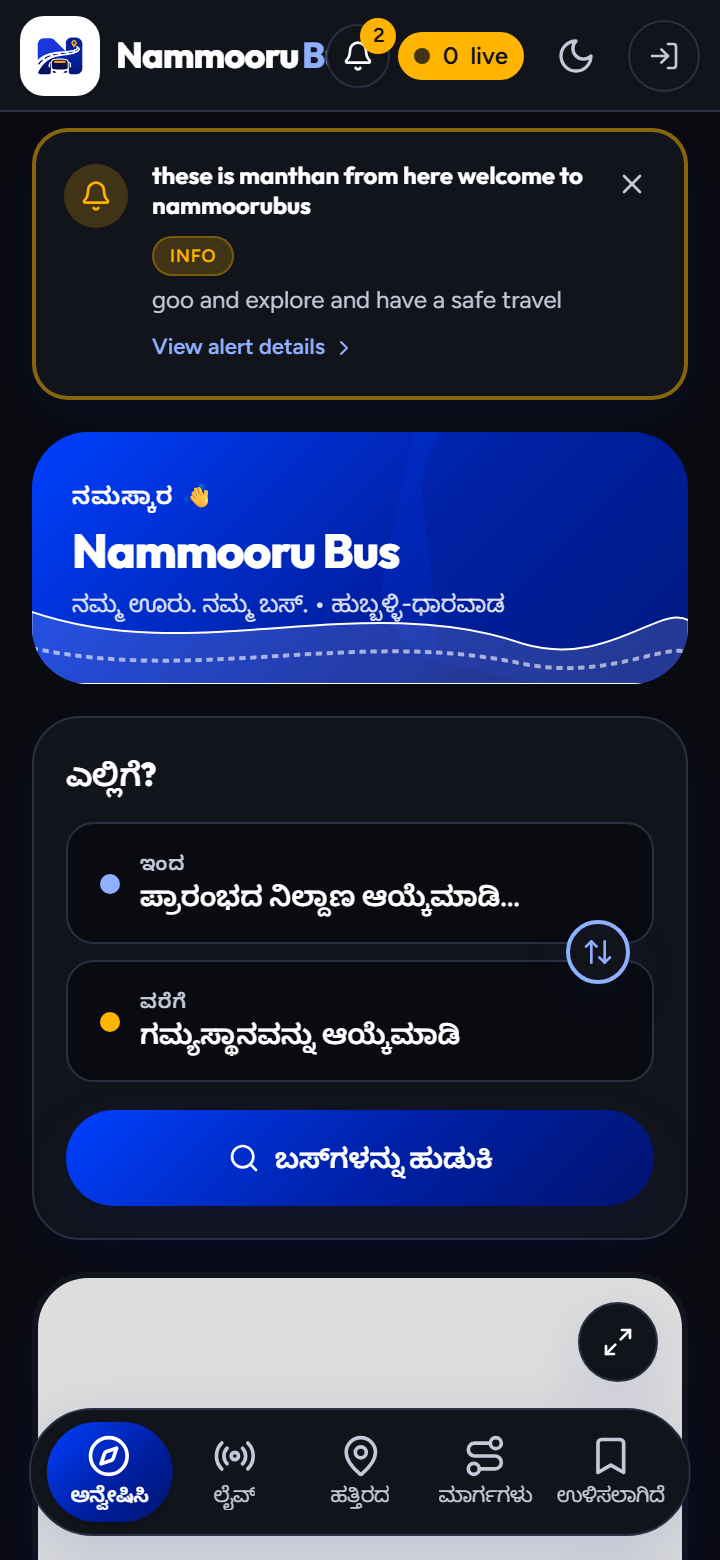 Nammooru B
2
0 live
these is manthan from here welcome to
nammoorubus
INFO
goo and explore and have a safe travel
View alert details
ನಮಸ್ಕಾರ 👋
Nammooru Bus
ನಮ್ಮ ಊರು. ನಮ್ಮ ಬಸ್. • ಹುಬ್ಬಳ್ಳಿ-ಧಾರವಾಡ
ಎಲ್ಲಿಗೆ?
ಇಂದ
ಪ್ರಾರಂಭದ ನಿಲ್ದಾಣ ಆಯ್ಕೆಮಾಡಿ...
ವರೆಗೆ
ಗಮ್ಯಸ್ಥಾನವನ್ನು ಆಯ್ಕೆಮಾಡಿ
ಬಸ್‌ಗಳನ್ನು ಹುಡುಕಿ
ಅನ್ವೇಷಿಸಿ
ಲೈವ್
ಹತ್ತಿರದ
ಮಾರ್ಗಗಳು
ಉಳಿಸಲಾಗಿದೆ